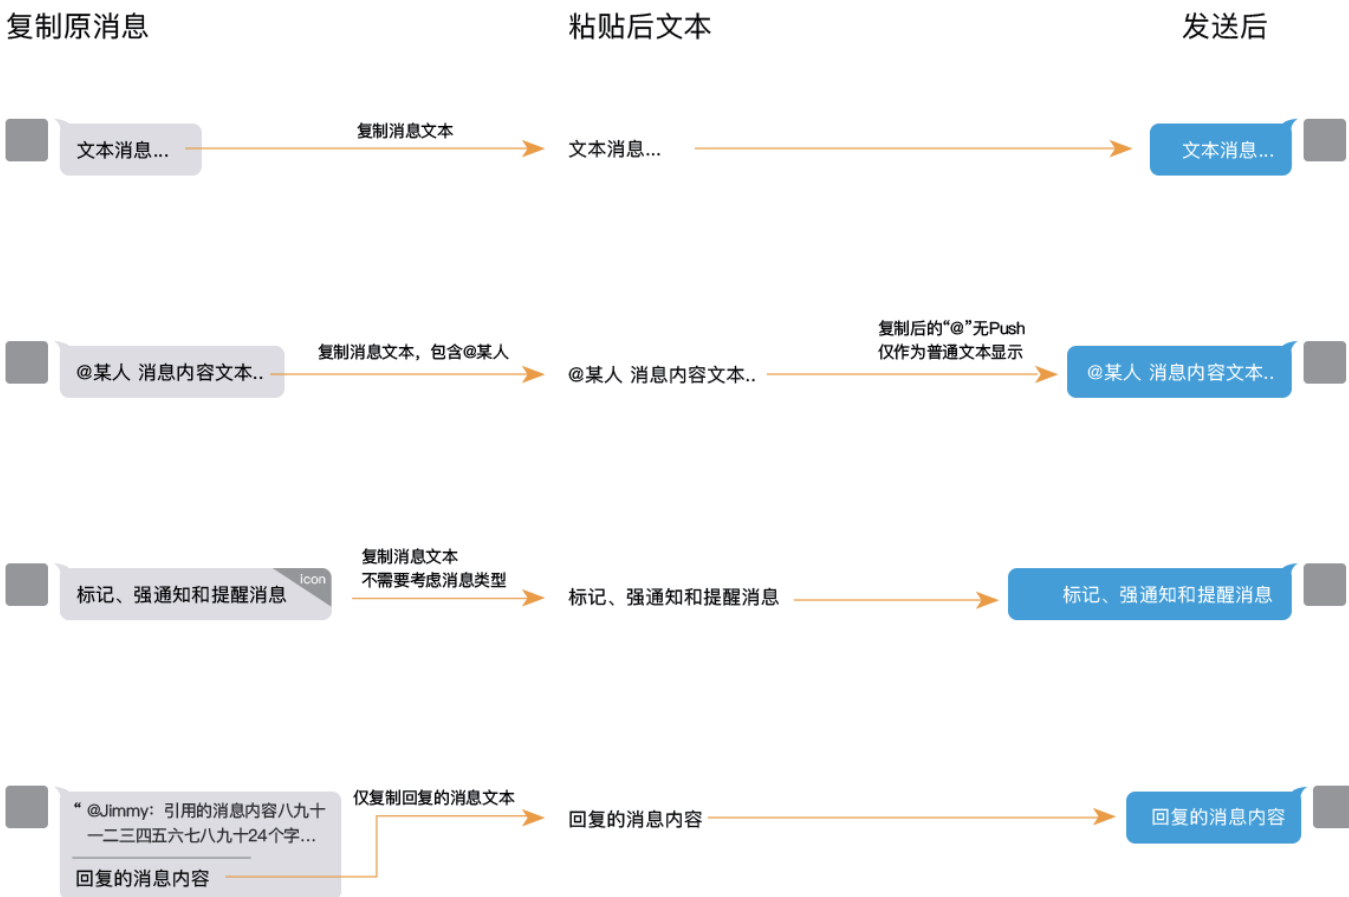 复制原消息
粘贴后文本
发送后
文本消息...
复制消息文本
文本消息...
文本消息...
@某人 消息内容文本..
复制消息文本，包含@某人
@某人 消息内容文本..
复制后的“@”无Push
仅作为普通文本显示
@某人 消息内容文本..
标记、强通知和提醒消息
Icon
复制消息文本
不需要考虑消息类型
标记、强通知和提醒消息
标记、强通知和提醒消息
“ @Jimmy：引用的消息内容八九十
一二三四五六七八九十24个字...
回复的消息内容
仅复制回复的消息文本
回复的消息内容
回复的消息内容